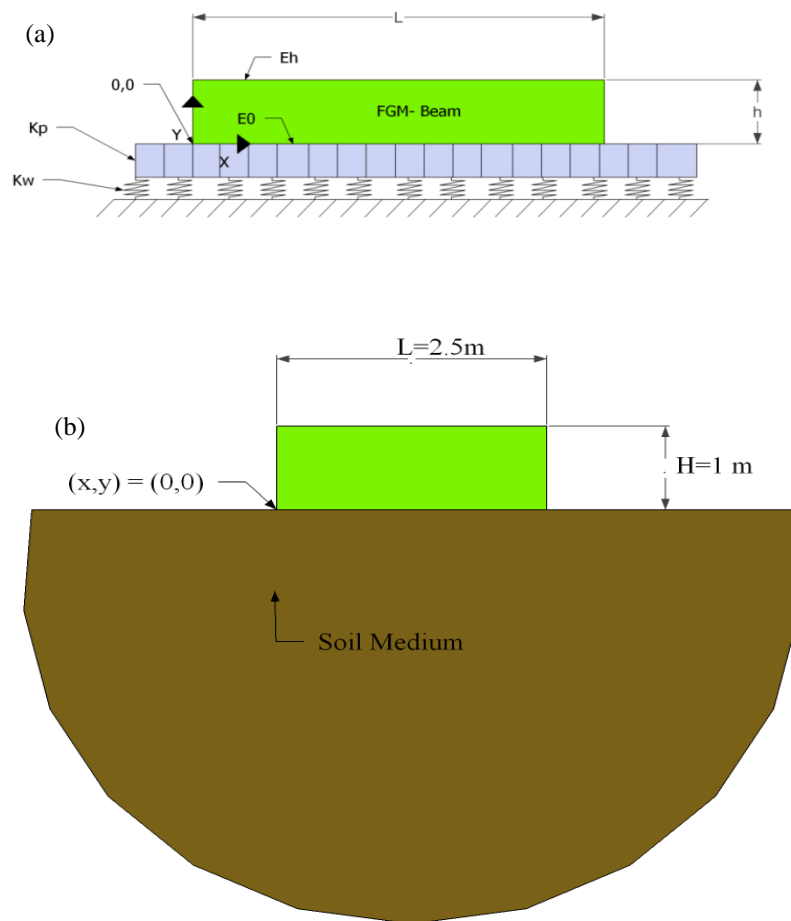 (a)
L
Eh
0,0
FGM- Beam
h
E0
Kp
Y
X
Kw
L=2.5m
(b)
H=1 m
(x,y) = (0,0)
Soil Medium